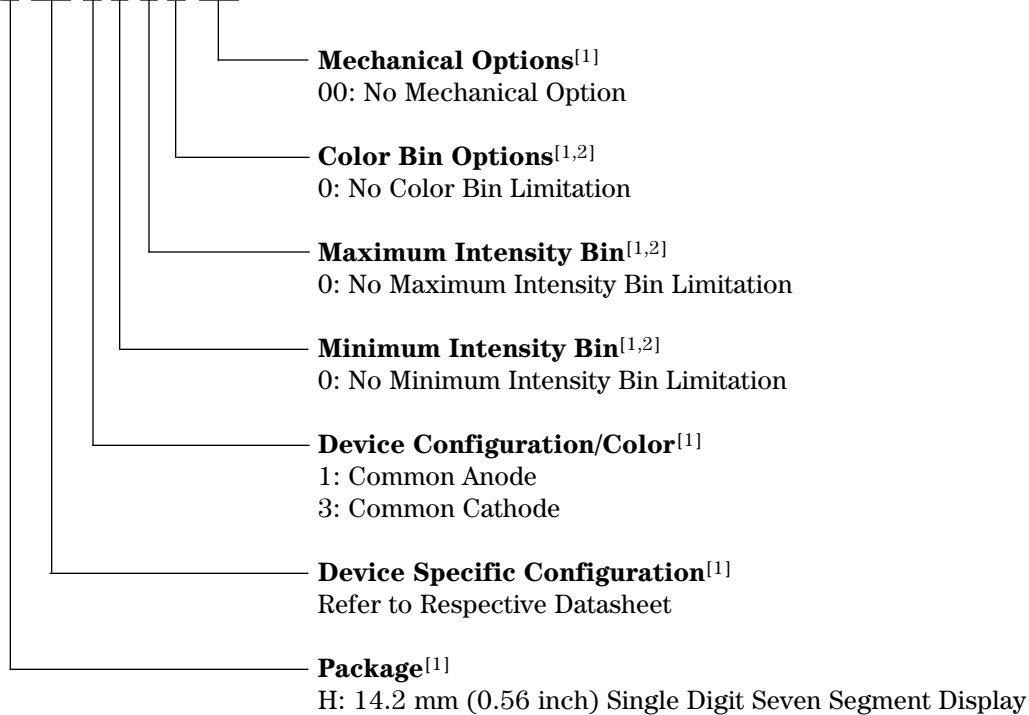 Mechanical Options[1]
00: No Mechanical Option
Color Bin Options[1,2]
0: No Color Bin Limitation
Maximum Intensity Bin[1,2]
0: No Maximum Intensity Bin Limitation
Minimum Intensity Bin[1,2]
0: No Minimum Intensity Bin Limitation
Device Configuration/Color[1]
1: Common Anode
3: Common Cathode
Device Specific Configuration[1]
Refer to Respective Datasheet
Package[1]
H: 14.2 mm (0.56 inch) Single Digit Seven Segment Display